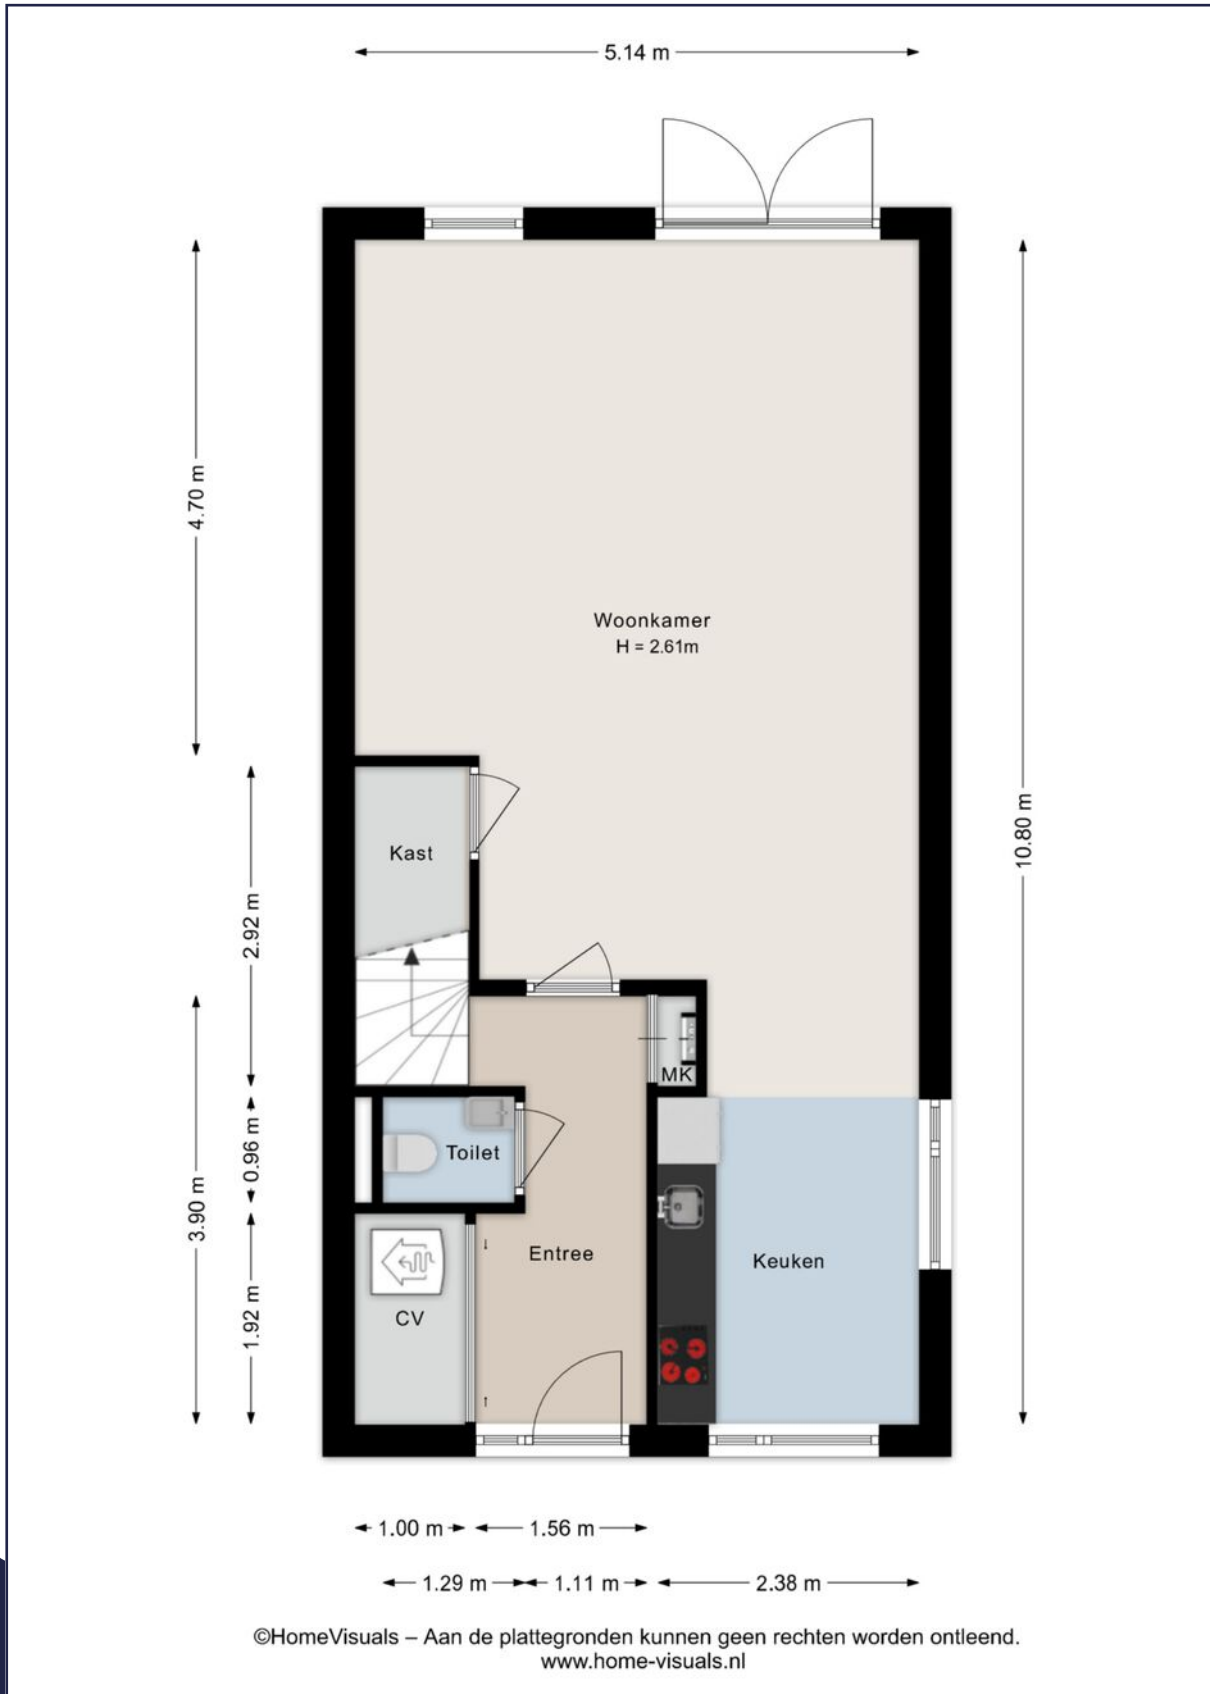 5.14 m
4.70 m
Woonkamer
H = 2.61m
10.80 m
Kast
2.92 m
MK
0.96 m
Toilet
3.90 m
Entree
Keuken
CV
1.92 m
1.00 m
1.56 m
1.29 m
1.11 m
2.38 m
©HomeVisuals – Aan de plattegronden kunnen geen rechten worden ontleend.
www.home-visuals.nl